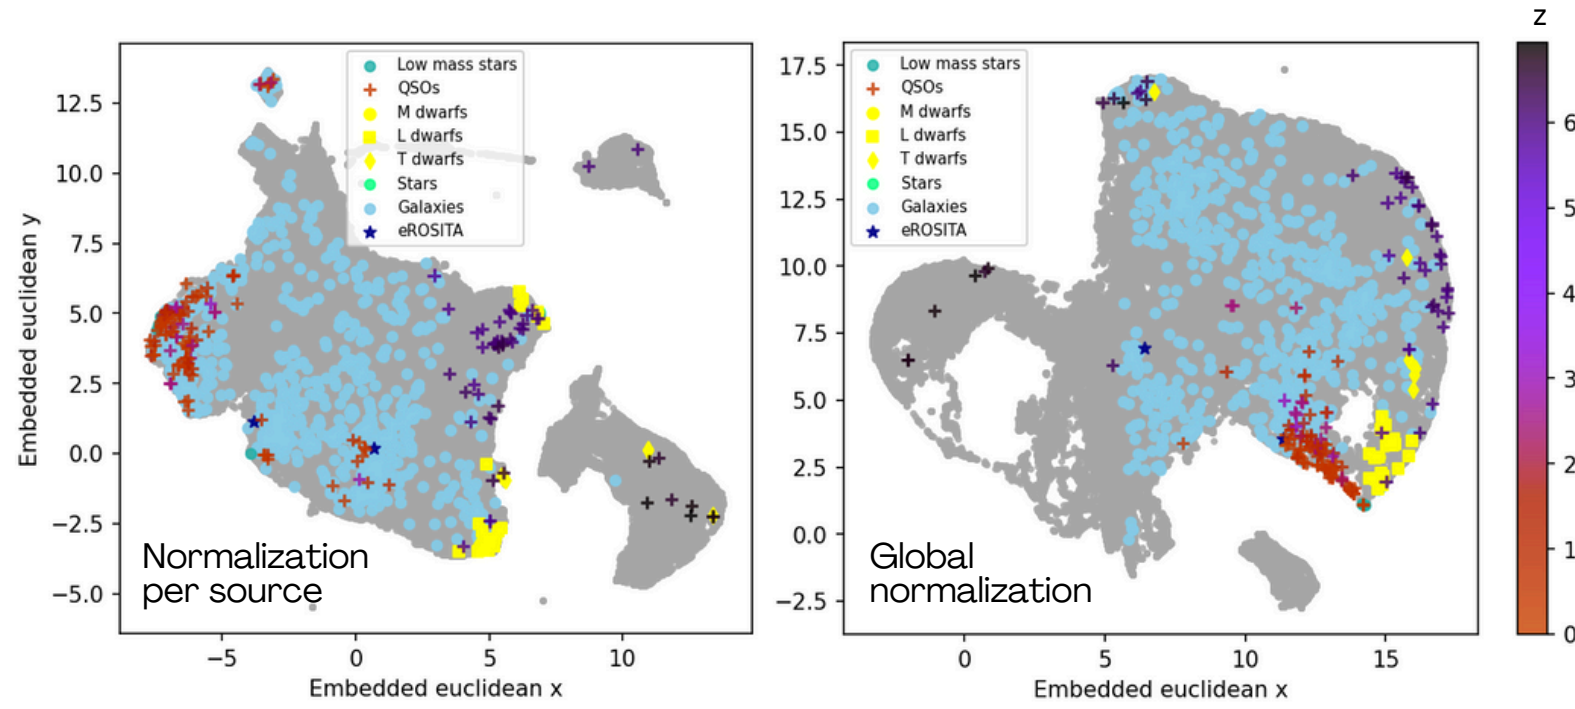 z
Low mass stars
QSOs
M dwarfs
L dwarfs
T dwarfs
Stars
Galaxies
eROSITA
12.5
10.0
7.5
5.0
2.5
0.0
−2.5
−5.0
Embedded euclidean y
Normalization
per source
−5
0
5
10
Embedded euclidean x
Low mass stars
QSOs
M dwarfs
L dwarfs
T dwarfs
Stars
Galaxies
eROSITA
17.5
15.0
12.5
10.0
7.5
5.0
2.5
0.0
−2.5
Global
normalization
0
5
10
15
Embedded euclidean x
6
5
4
3
2
1
0